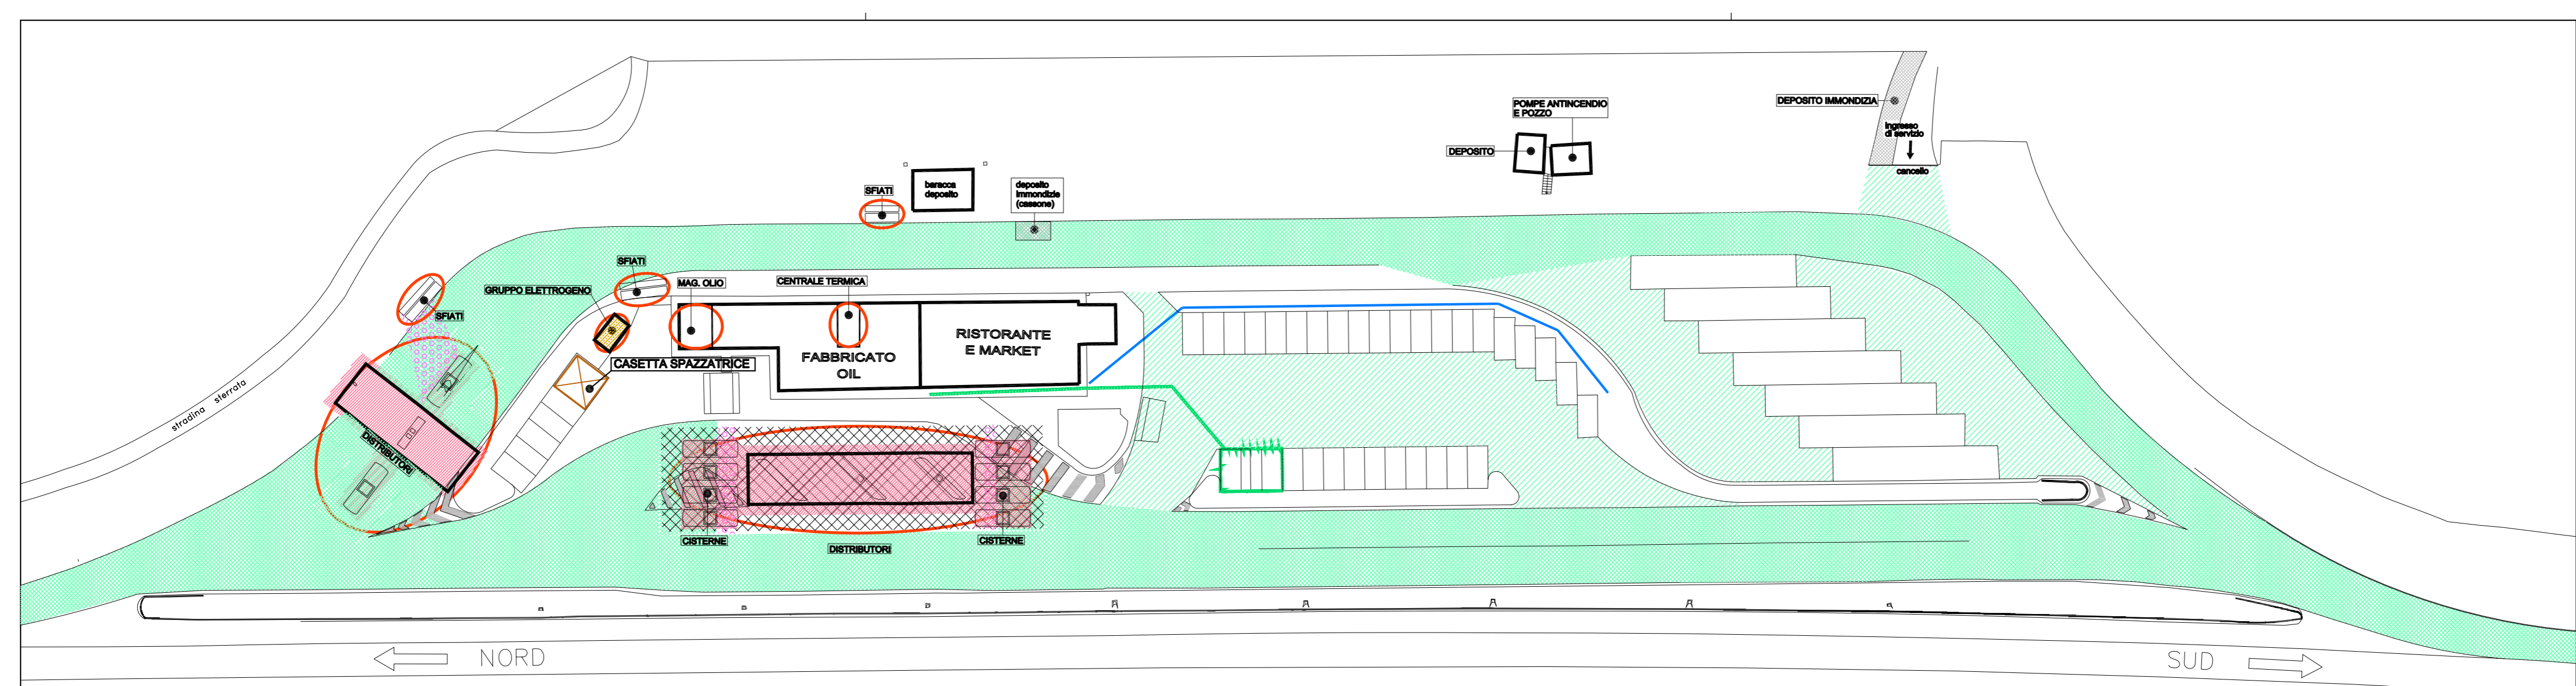 POMPE ANTINCENDIO
E POZZO
DEPOSITO IMMONDIZIA
ingresso
di servizio
cancello
DEPOSITO
SFIATI
baracca
deposito
deposito
immondizie
(cassone)
SFIATI
GRUPPO ELETTROGENO
MAG. OLIO
CENTRALE TERMICA
SFIATI
RISTORANTE
E MARKET
FABBRICATO
OIL
CASETTA SPAZZATRICE
stradina sterrata
DISTRIBUTORI
CISTERNE
DISTRIBUTORI
CISTERNE
NORD
SUD